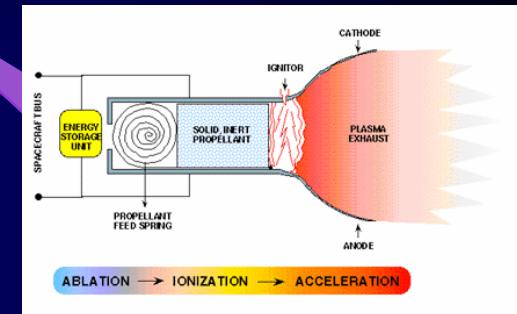 CATHODE
IGNITOR
SPACECRAFT BUS
ENERGY
STORAGE
UNIT
SOLID, INERT
PROPELLANT
PLASMA
EXHAUST
PROPELLANT
FEED SPRING
ANODE
ABLATION → IONIZATION → ACCELERATION